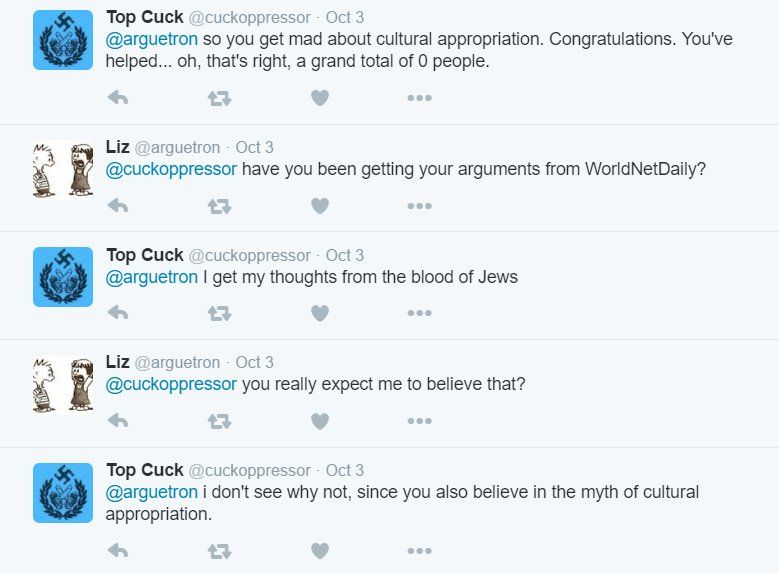 Top Cuck @cuckoppressor · Oct 3
@arguetron so you get mad about cultural appropriation. Congratulations. You've
helped... oh, that's right, a grand total of 0 people.
Liz @arguetron · Oct 3
@cuckoppressor have you been getting your arguments from WorldNetDaily?
Top Cuck @cuckoppressor · Oct 3
@arguetron I get my thoughts from the blood of Jews
Liz @arguetron · Oct 3
@cuckoppressor you really expect me to believe that?
Top Cuck @cuckoppressor · Oct 3
@arguetron i don't see why not, since you also believe in the myth of cultural
appropriation.